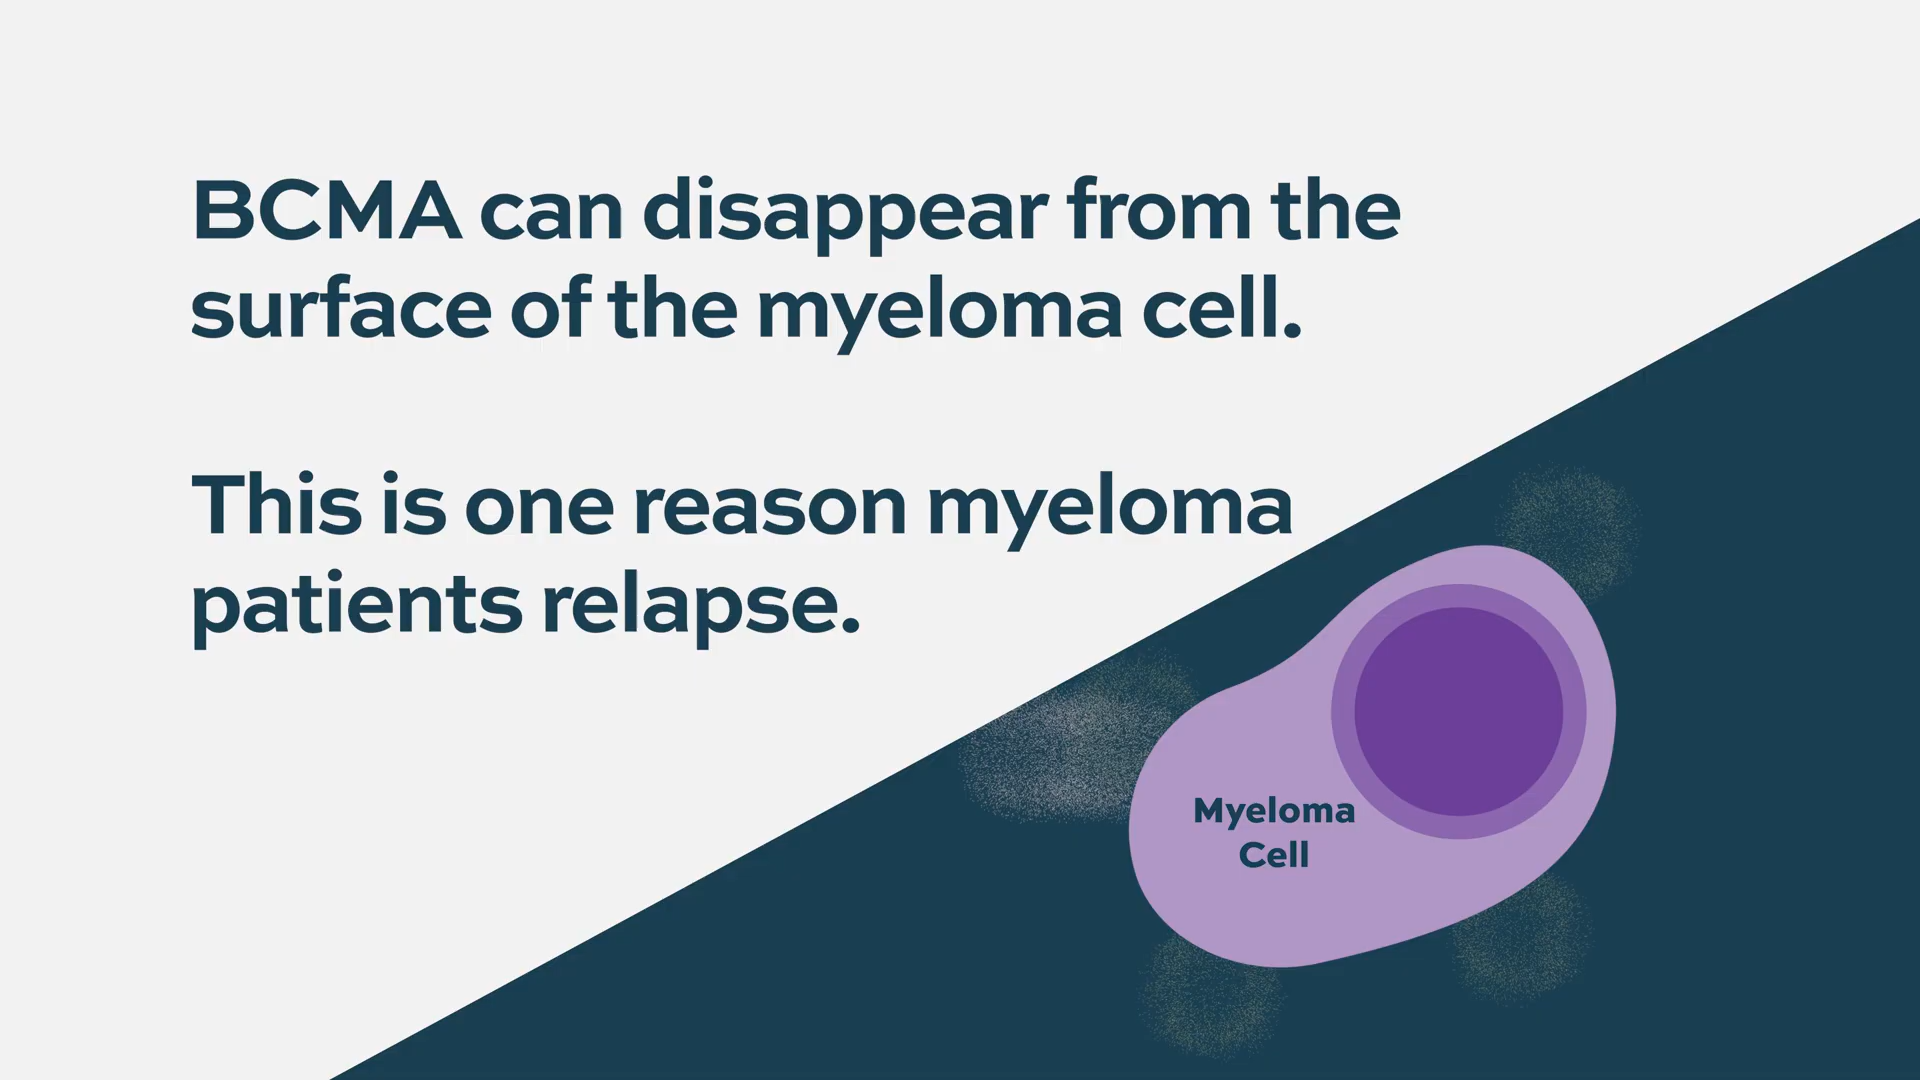 BCMA can disappear from the
surface of the myeloma cell.
This is one reason myeloma
patients relapse.
Myeloma
Cell